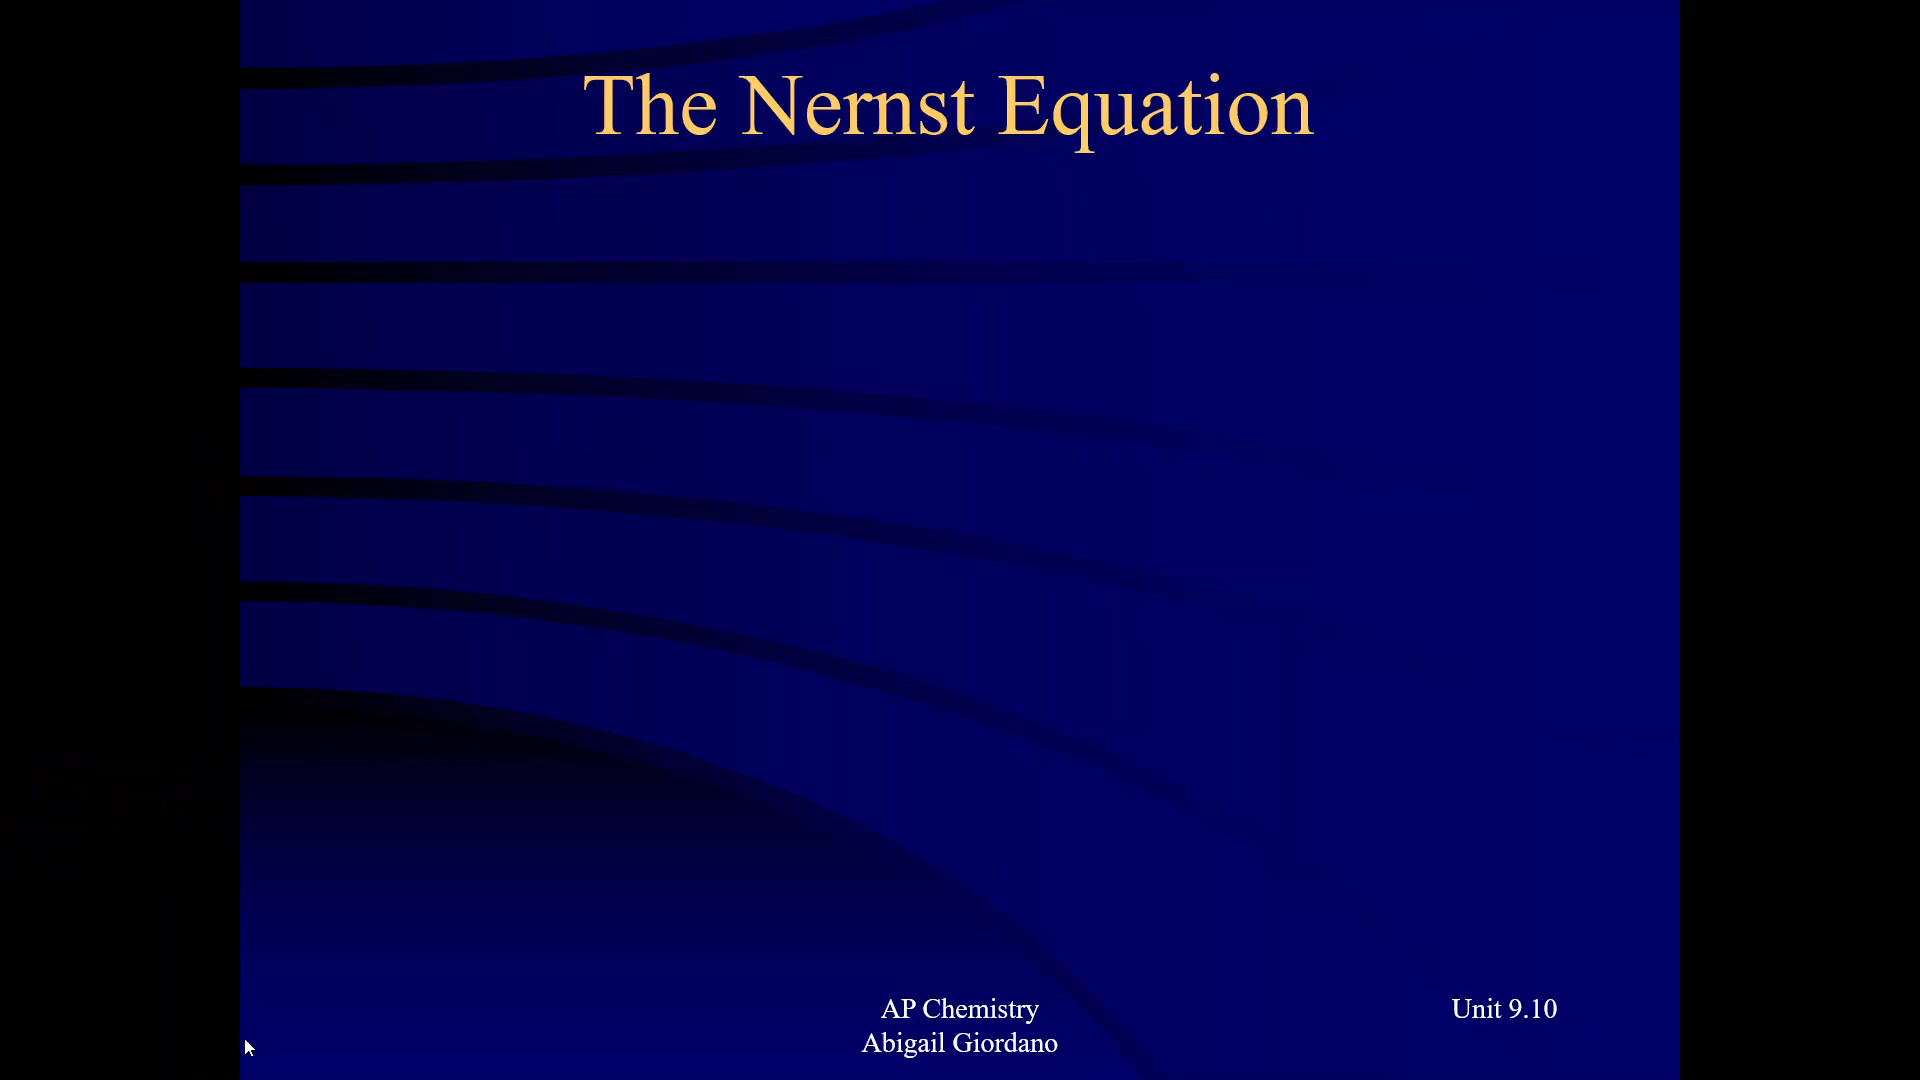 The Nernst Equation
AP Chemistry
Abigail Giordano
Unit 9.10